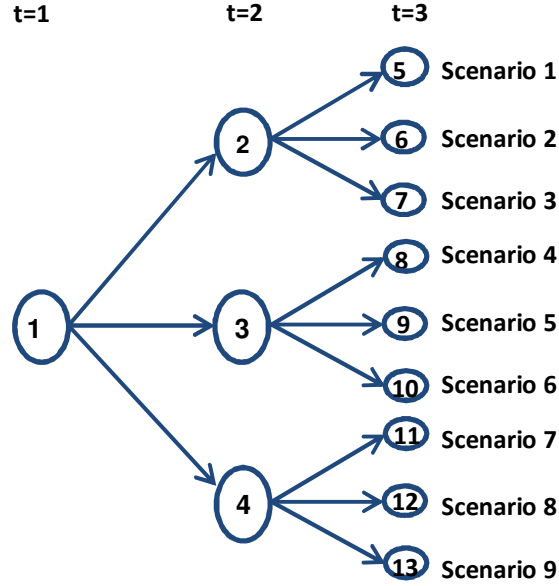 t=1 t=2 t=3
5 Scenario 1
2 6 Scenario 2
7 Scenario 3
8 Scenario 4
1 3 9 Scenario 5
10 Scenario 6
11 Scenario 7
4 12 Scenario 8
13 Scenario 9